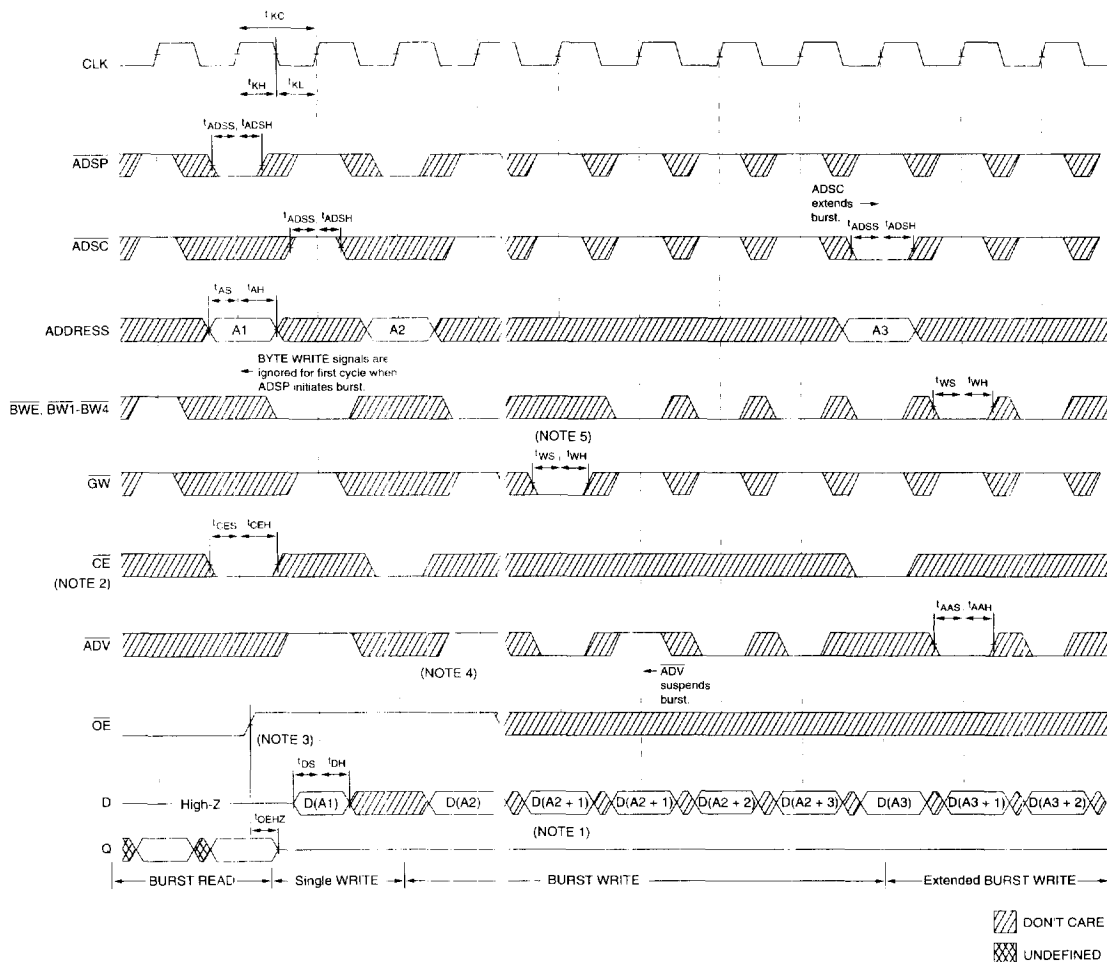 tKC
CLK
tKH tKL
tADSS, tADSH
ADSP
ADSC extends burst.
tADSS, tADSH
tADSS, tADSH
ADSC
tAS tAH
ADDRESS
A1 A2 A3
BYTE WRITE signals are
ignored for first cycle when
ADSP initiates burst.
tWS tWH
BWE, BW1-BW4
(NOTE 5)
tWS, tWH
GW
tCES tCEH
CE
(NOTE 2)
tAAS, tAAH
ADV
(NOTE 4)
ADV
suspends
burst.
OE
(NOTE 3)
tDS tDH
D
High-Z D(A1) D(A2) D(A2 + 1) D(A2 + 1) D(A2 + 2) D(A2 + 3) D(A3) D(A3 + 1) D(A3 + 2)
tOEHZ
(NOTE 1)
Q
BURST READ Single WRITE BURST WRITE Extended BURST WRITE
DON'T CARE
UNDEFINED